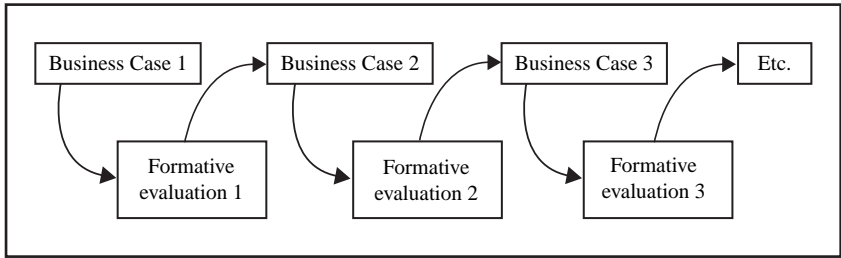 Business Case 1
Business Case 2
Business Case 3
Etc.
Formative
evaluation 1
Formative
evaluation 2
Formative
evaluation 3